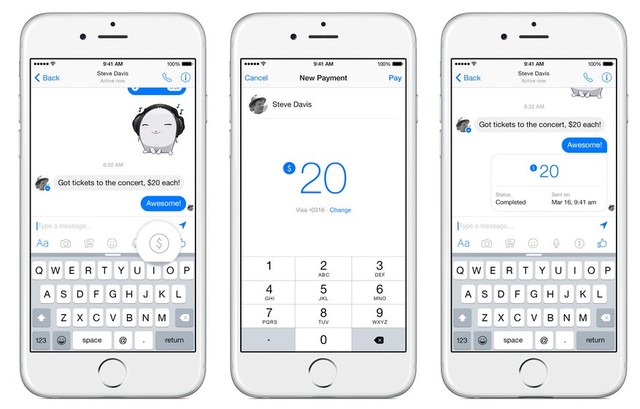 9:41 AM 100%
Back Steve Davis
Active now
8:32 AM
Got tickets to the concert, $20 each!
Awesome!
Type a message...
Aa $
Q W E R T Y U I O P
A S D F G H J K L
Z X C V B N M
123 space @ . return
9:41 AM 100%
Cancel New Payment Pay
Steve Davis
$ 20
Visa •0316 · Change
1 2 3
ABC DEF
4 5 6
GHI JKL MNO
7 8 9
PQRS TUV WXYZ
. 0
9:41 AM 100%
Back Steve Davis
Active now
8:32 AM
Got tickets to the concert, $20 each!
Awesome!
$ 20
Status Sent on
Completed Mar 16, 9:41 am
Type a message...
Aa $
Q W E R T Y U I O P
A S D F G H J K L
Z X C V B N M
123 space @ . return